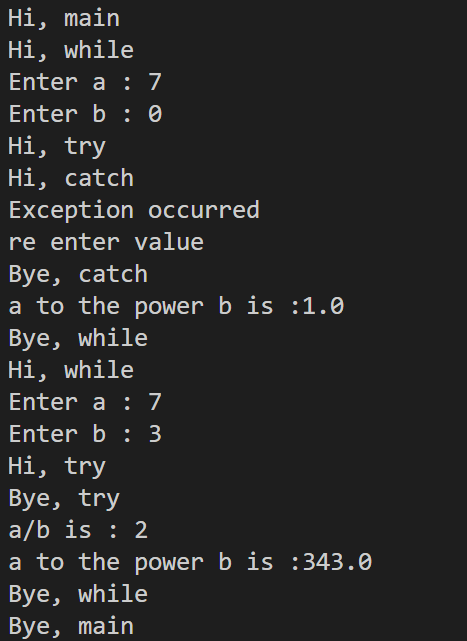 Hi, main
Hi, while
Enter a : 7
Enter b : 0
Hi, try
Hi, catch
Exception occurred
re enter value
Bye, catch
a to the power b is :1.0
Bye, while
Hi, while
Enter a : 7
Enter b : 3
Hi, try
Bye, try
a/b is : 2
a to the power b is :343.0
Bye, while
Bye, main